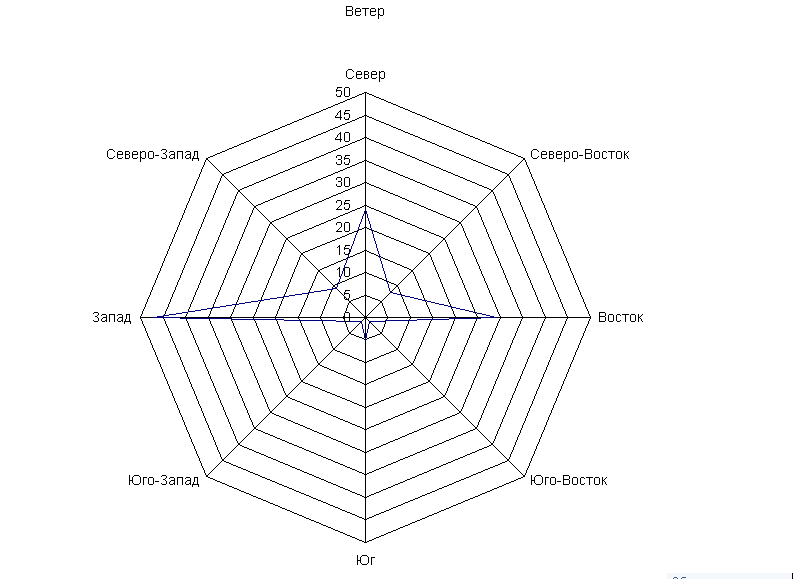 Ветер
Север
50
45
40
35
30
25
20
15
10
5
0
Северо-Запад
Северо-Восток
Запад
Восток
Юго-Запад
Юго-Восток
Юг